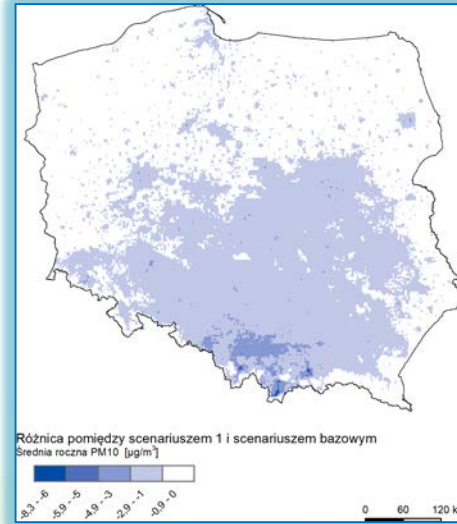 Różnica pomiędzy scenariuszem 1 i scenariuszem bazowym
Średnia roczna PM10 [µg/m³]
-8.3 - -6
-5.9 - -5
-4.9 - -3
-2.9 - -1
-0.9 - 0
0 60 120 k